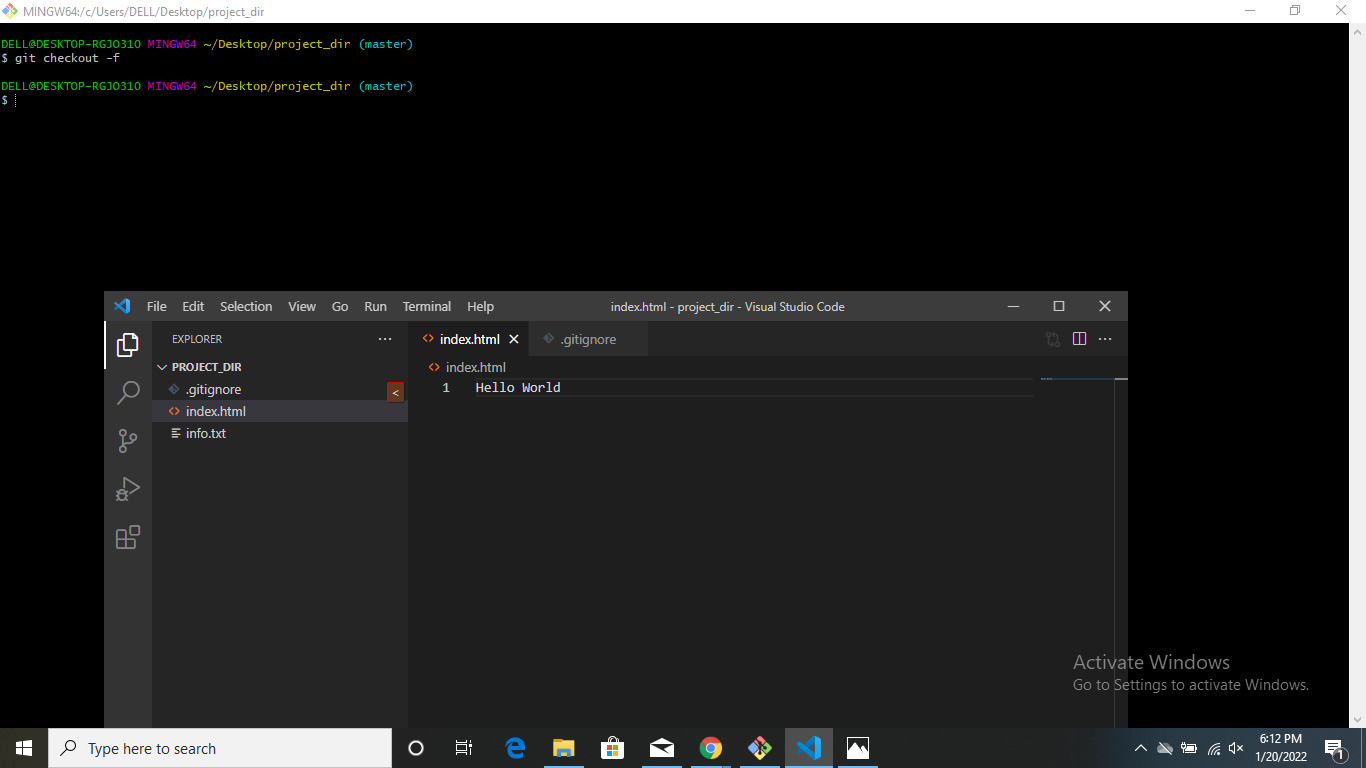 MINGW64:/c/Users/DELL/Desktop/project_dir
DELL@DESKTOP-RGJO31O MINGW64 ~/Desktop/project_dir (master)
$ git checkout -f
DELL@DESKTOP-RGJO31O MINGW64 ~/Desktop/project_dir (master)
$
File Edit Selection View Go Run Terminal Help index.html - project_dir - Visual Studio Code
EXPLORER ··· index.html .gitignore ···
PROJECT_DIR index.html
.gitignore <
1 Hello World
index.html
info.txt
Activate Windows
Go to Settings to activate Windows.
Type here to search
6:12 PM
1/20/2022
1